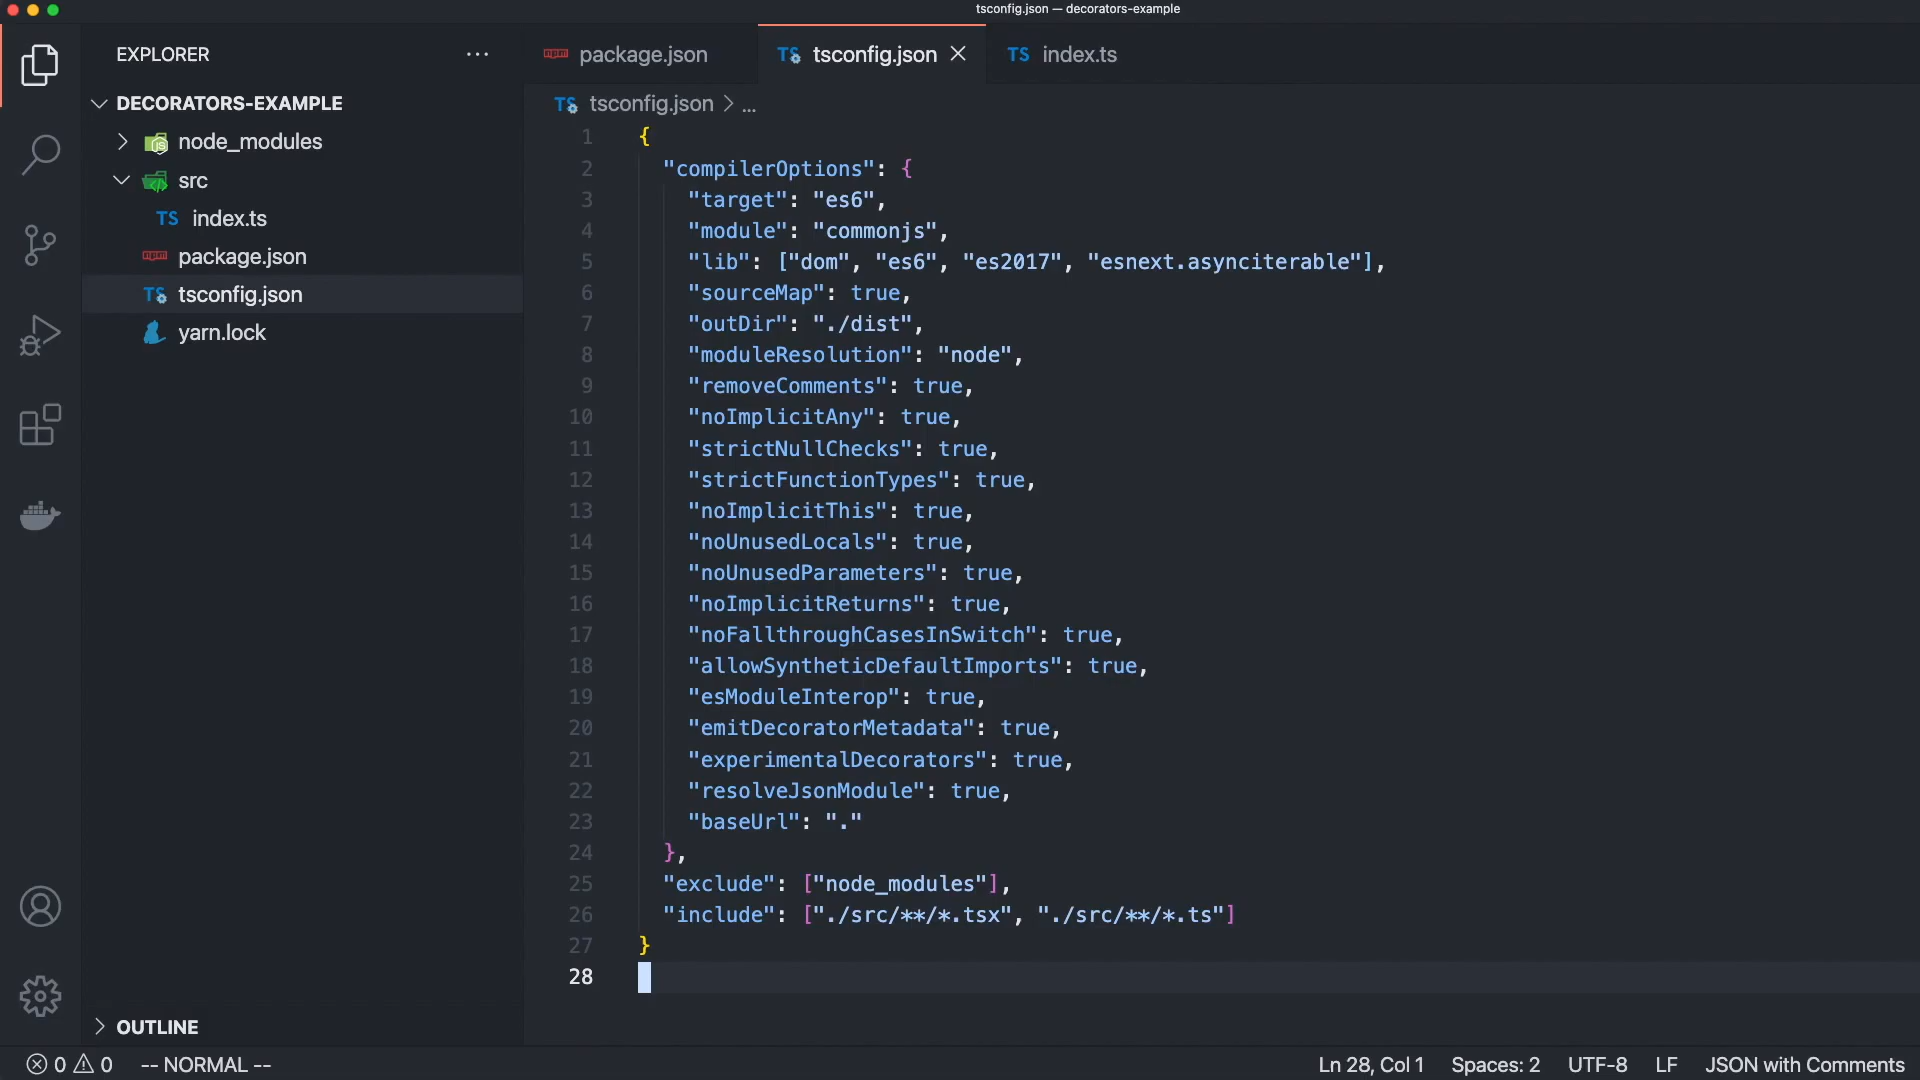 tsconfig.json — decorators-example
EXPLORER
package.json
TS tsconfig.json
TS index.ts
DECORATORS-EXAMPLE
node_modules
src
TS index.ts
package.json
TS tsconfig.json
yarn.lock
TS tsconfig.json > ...
1 {
2 "compilerOptions": {
3 "target": "es6",
4 "module": "commonjs",
5 "lib": ["dom", "es6", "es2017", "esnext.asynciterable"],
6 "sourceMap": true,
7 "outDir": "./dist",
8 "moduleResolution": "node",
9 "removeComments": true,
10 "noImplicitAny": true,
11 "strictNullChecks": true,
12 "strictFunctionTypes": true,
13 "noImplicitThis": true,
14 "noUnusedLocals": true,
15 "noUnusedParameters": true,
16 "noImplicitReturns": true,
17 "noFallthroughCasesInSwitch": true,
18 "allowSyntheticDefaultImports": true,
19 "esModuleInterop": true,
20 "emitDecoratorMetadata": true,
21 "experimentalDecorators": true,
22 "resolveJsonModule": true,
23 "baseUrl": "."
24 },
25 "exclude": ["node_modules"],
26 "include": ["./src/**/*.tsx", "./src/**/*.ts"]
27 }
28
OUTLINE
0 0 -- NORMAL --
Ln 28, Col 1 Spaces: 2 UTF-8 LF JSON with Comments